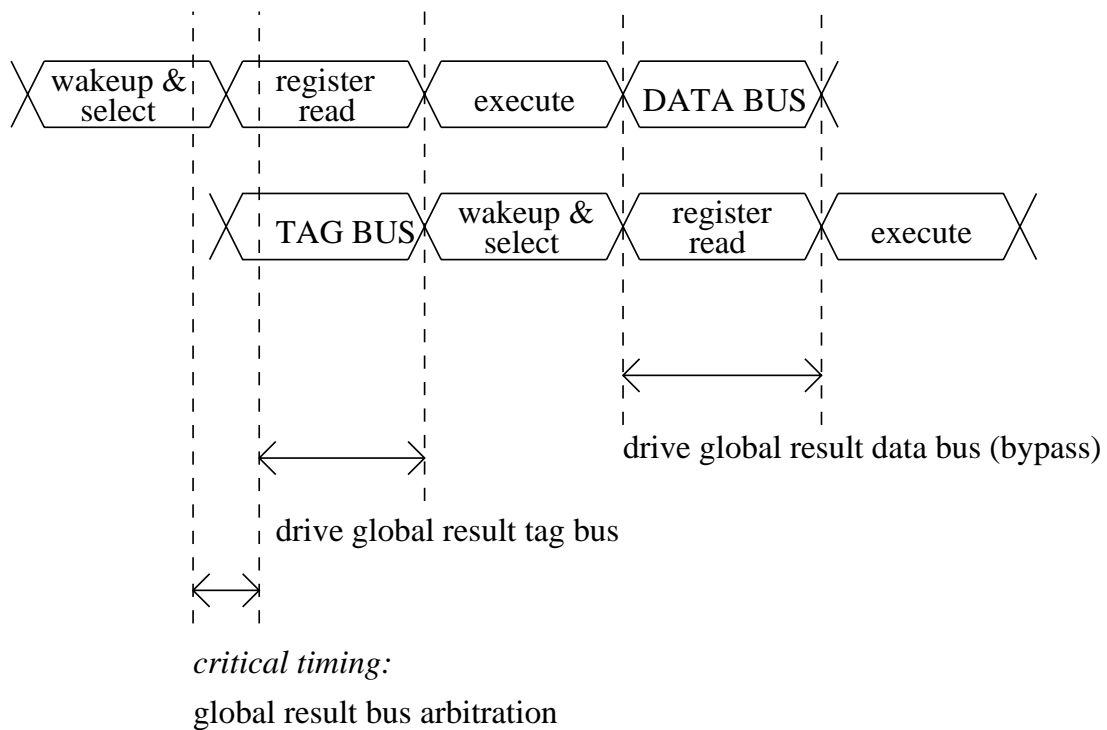 wakeup &
select
register
read
execute
DATA BUS
TAG BUS
wakeup &
select
register
read
execute
drive global result data bus (bypass)
drive global result tag bus
critical timing:
global result bus arbitration